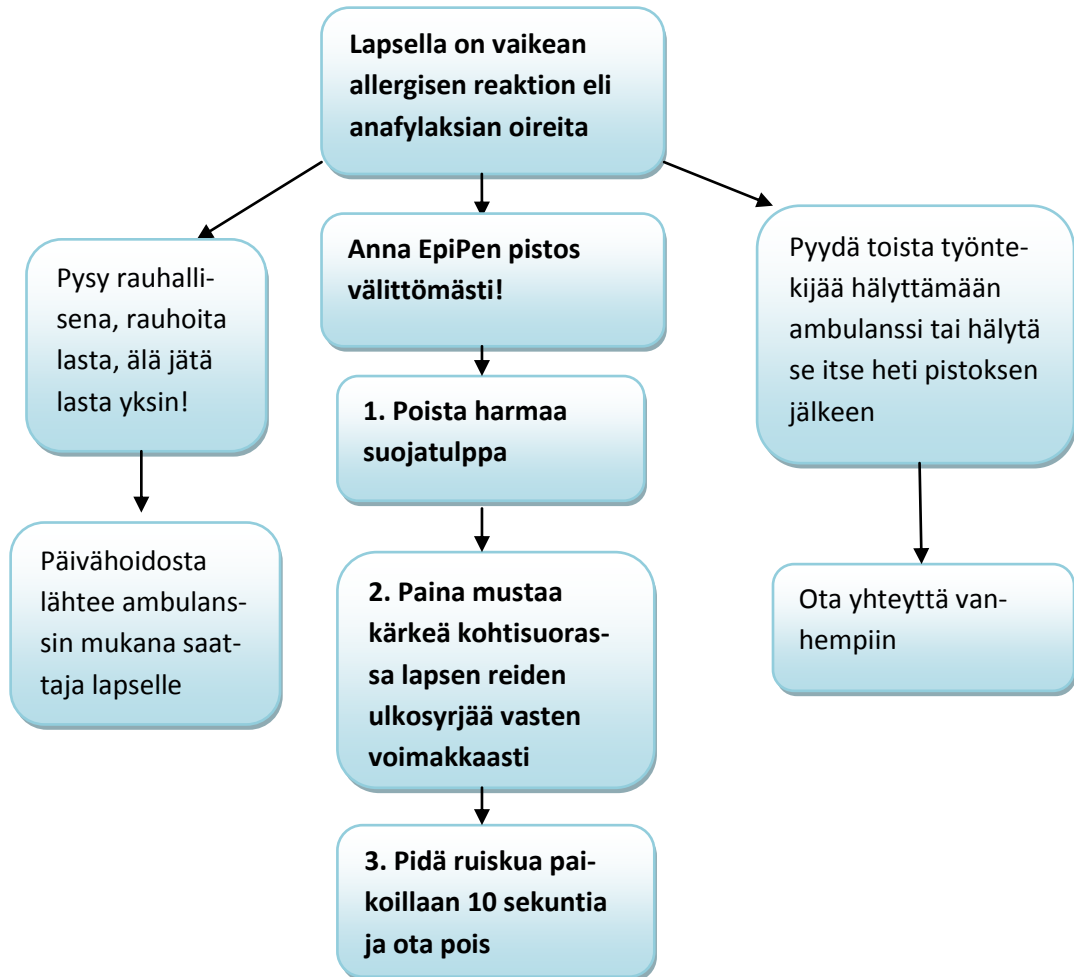 Lapsella on vaikean
allergisen reaktion eli
anafylaksian oireita
Pysy rauhalli-
sena, rauhoita
lasta, älä jätä
lasta yksin!
Anna EpiPen pistos
välittömästi!
Pyydä toista työnte-
kijää hälyttämään
ambulanssi tai hälytä
se itse heti pistoksen
jälkeen
1. Poista harmaa
suojatulppa
Päivähoidosta
lähtee ambulans-
sin mukana saat-
taja lapselle
2. Paina mustaa
kärkeä kohtisuoras-
sa lapsen reiden
ulkosyrjää vasten
voimakkaasti
Ota yhteyttä van-
hempiin
3. Pidä ruiskua pai-
koillaan 10 sekuntia
ja ota pois